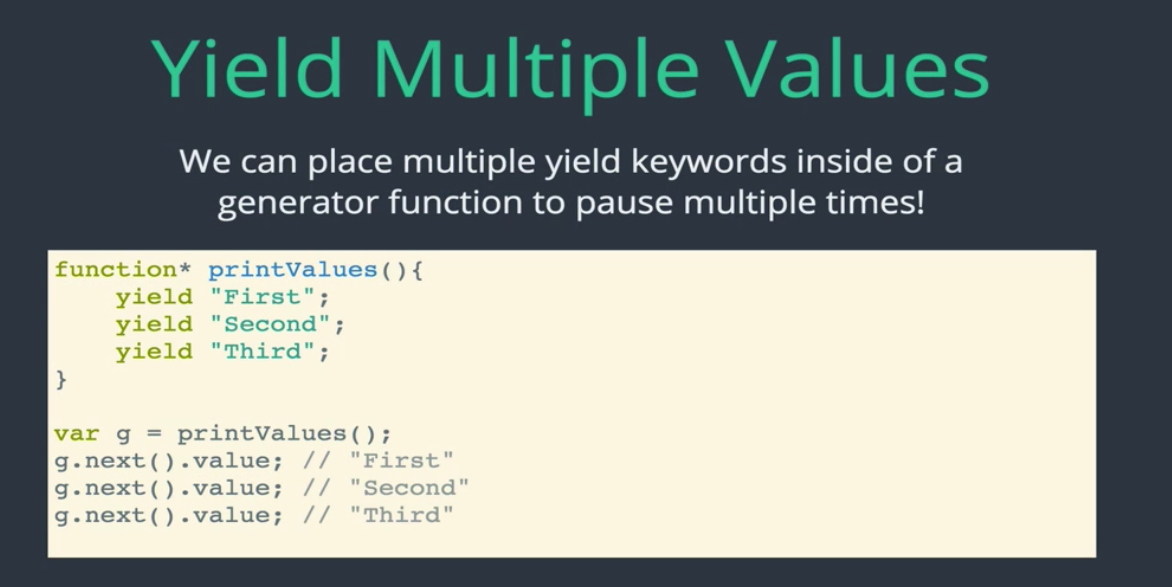 Yield Multiple Values
We can place multiple yield keywords inside of a
generator function to pause multiple times!
function* printValues(){
    yield "First";
    yield "Second";
    yield "Third";
}
var g = printValues();
g.next().value; // "First"
g.next().value; // "Second"
g.next().value; // "Third"